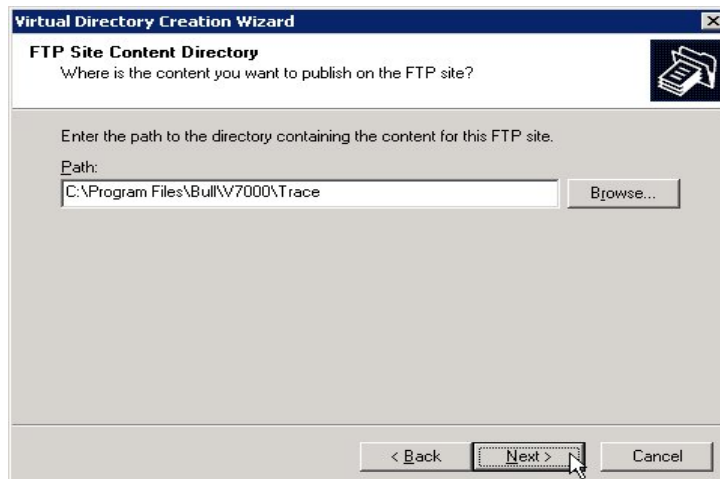 Virtual Directory Creation Wizard
FTP Site Content Directory
Where is the content you want to publish on the FTP site?
Enter the path to the directory containing the content for this FTP site.
Path:
C:\Program Files\Bull\V7000\Trace
Browse...
< Back
Next >
Cancel